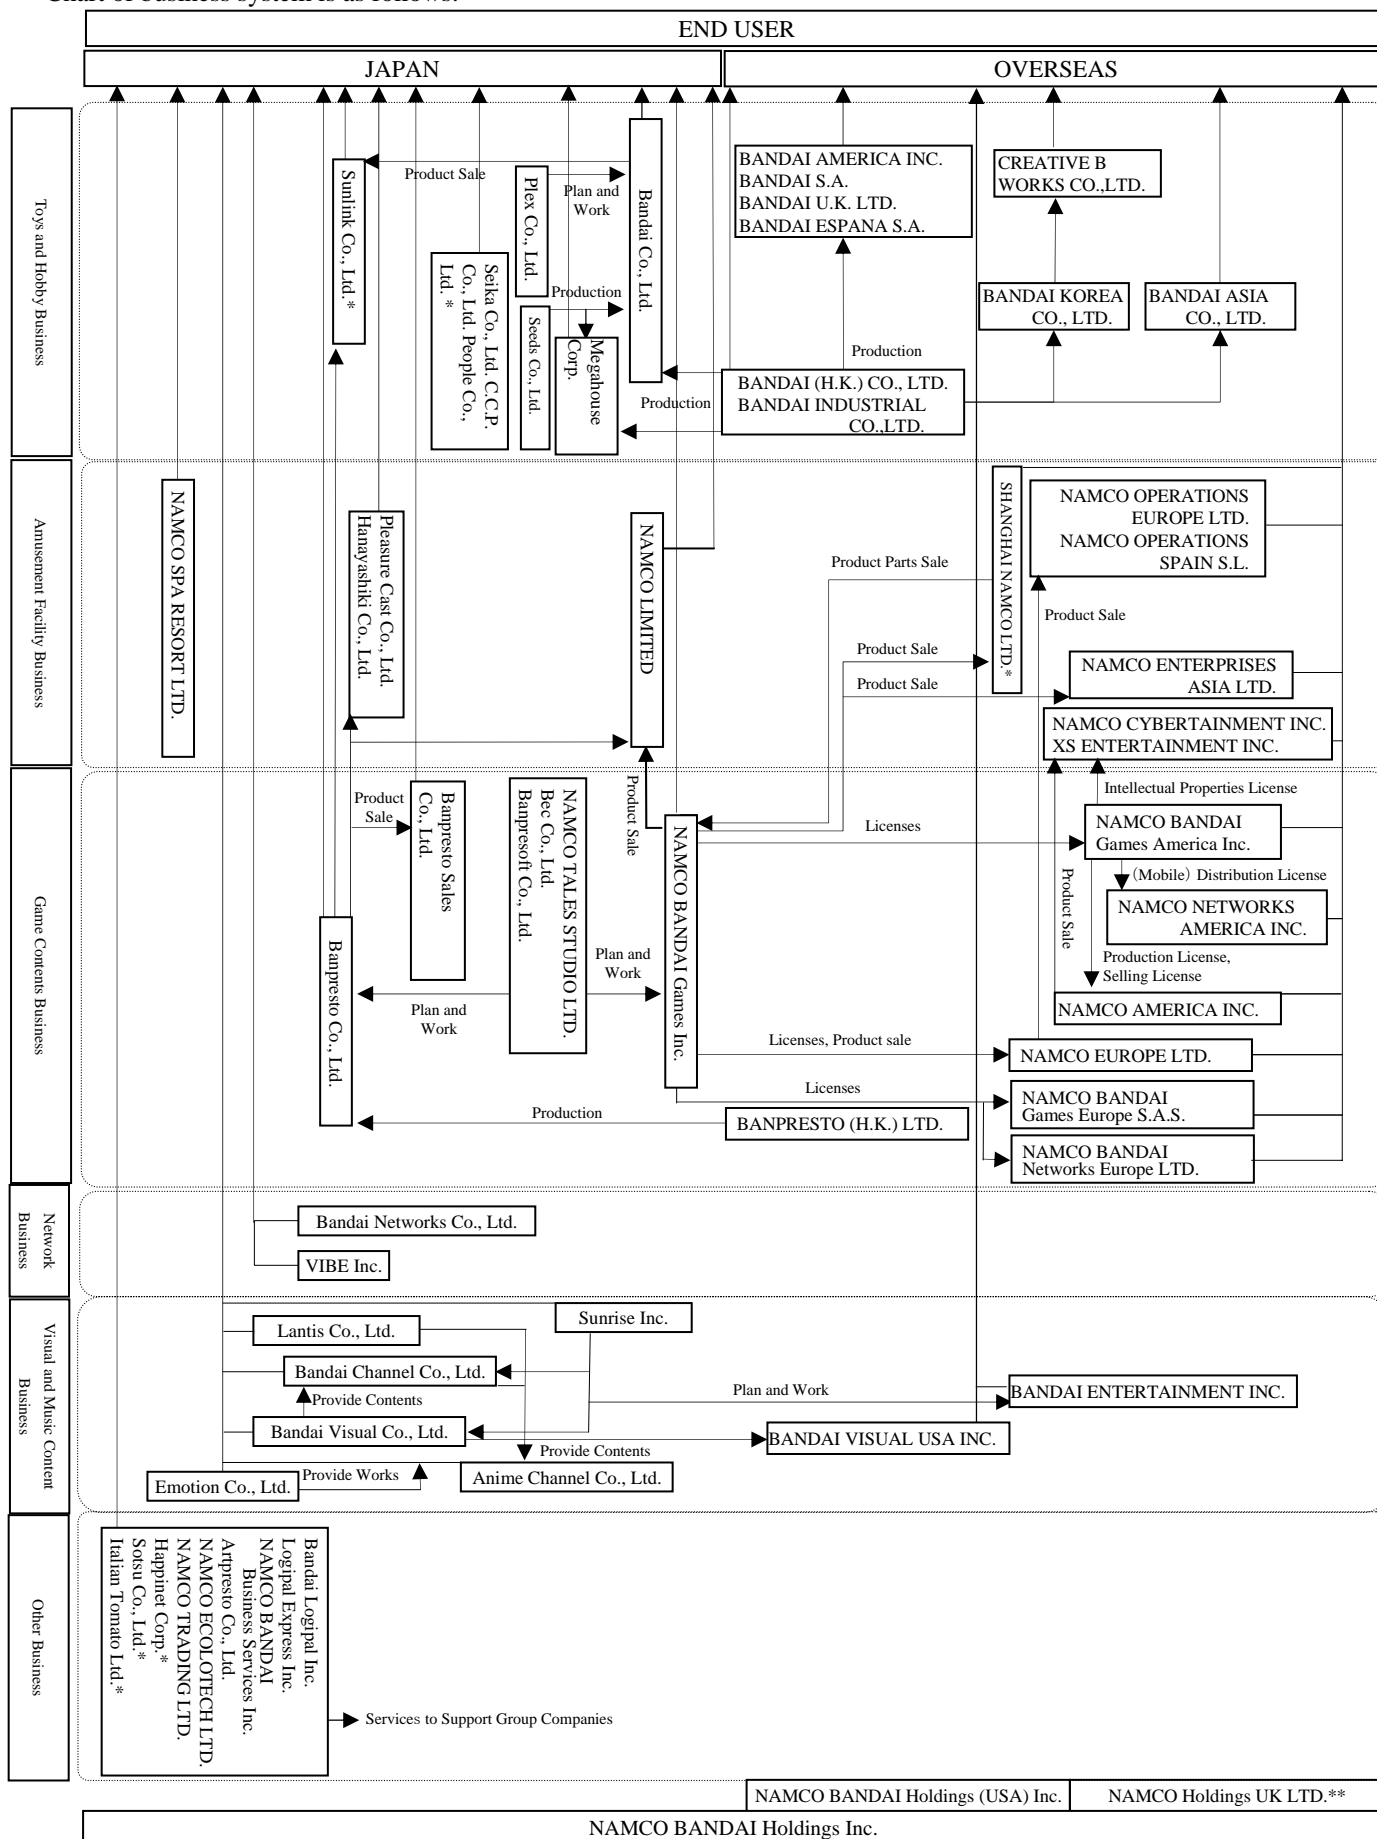 Chart of business system is as follows:
END USER
JAPAN
OVERSEAS
Toys and Hobby Business
Sunlink Co., Ltd.*
Product Sale
Seika Co., Ltd. C.C.P.
Co., Ltd. People Co.,
Ltd. *
Plex Co., Ltd.
Plan and
Work
Production
Seeds Co., Ltd.
Megahouse
Corp.
Bandai Co., Ltd.
Production
BANDAI AMERICA INC.
BANDAI S.A.
BANDAI U.K. LTD.
BANDAI ESPANA S.A.
Production
BANDAI (H.K.) CO., LTD.
BANDAI INDUSTRIAL
CO.,LTD.
CREATIVE B
WORKS CO.,LTD.
BANDAI KOREA
CO., LTD.
BANDAI ASIA
CO., LTD.
Amusement Facility Business
NAMCO SPA RESORT LTD.
Pleasure Cast Co., Ltd.
Hanayashiki Co., Ltd.
NAMCO LIMITED
Product Parts Sale
Product Sale
Product Sale
SHANGHAI NAMCO LTD.*
NAMCO OPERATIONS
EUROPE LTD.
NAMCO OPERATIONS
SPAIN S.L.
Product Sale
NAMCO ENTERPRISES
ASIA LTD.
NAMCO CYBERTAINMENT INC.
XS ENTERTAINMENT INC.
Game Contents Business
Product
Sale
Banpresto Sales
Co., Ltd.
NAMCO TALES STUDIO LTD.
Bec Co., Ltd.
Banpresoft Co., Ltd.
Product Sale
NAMCO BANDAI Games Inc.
Licenses
Intellectual Properties License
NAMCO BANDAI
Games America Inc.
(Mobile) Distribution License
NAMCO NETWORKS
AMERICA INC.
Product Sale
Production License,
Selling License
NAMCO AMERICA INC.
Banpresto Co., Ltd.
Plan and
Work
Plan and
Work
Licenses, Product sale
NAMCO EUROPE LTD.
Licenses
NAMCO BANDAI
Games Europe S.A.S.
Production
BANPRESTO (H.K.) LTD.
NAMCO BANDAI
Networks Europe LTD.
Network
Business
Bandai Networks Co., Ltd.
VIBE Inc.
Visual and Music Content
Business
Sunrise Inc.
Lantis Co., Ltd.
Bandai Channel Co., Ltd.
Provide Contents
Plan and Work
BANDAI ENTERTAINMENT INC.
Bandai Visual Co., Ltd.
BANDAI VISUAL USA INC.
Provide Contents
Provide Works
Emotion Co., Ltd.
Anime Channel Co., Ltd.
Other Business
Bandai Logipal Inc.
Logipal Express Inc.
NAMCO BANDAI
Business Services Inc.
Artpresto Co., Ltd.
NAMCO ECOLOTECH LTD.
NAMCO TRADING LTD.
Happinet Corp.*
Sotsu Co., Ltd.*
Italian Tomato Ltd.*
Services to Support Group Companies
NAMCO BANDAI Holdings (USA) Inc.
NAMCO Holdings UK LTD.**
NAMCO BANDAI Holdings Inc.